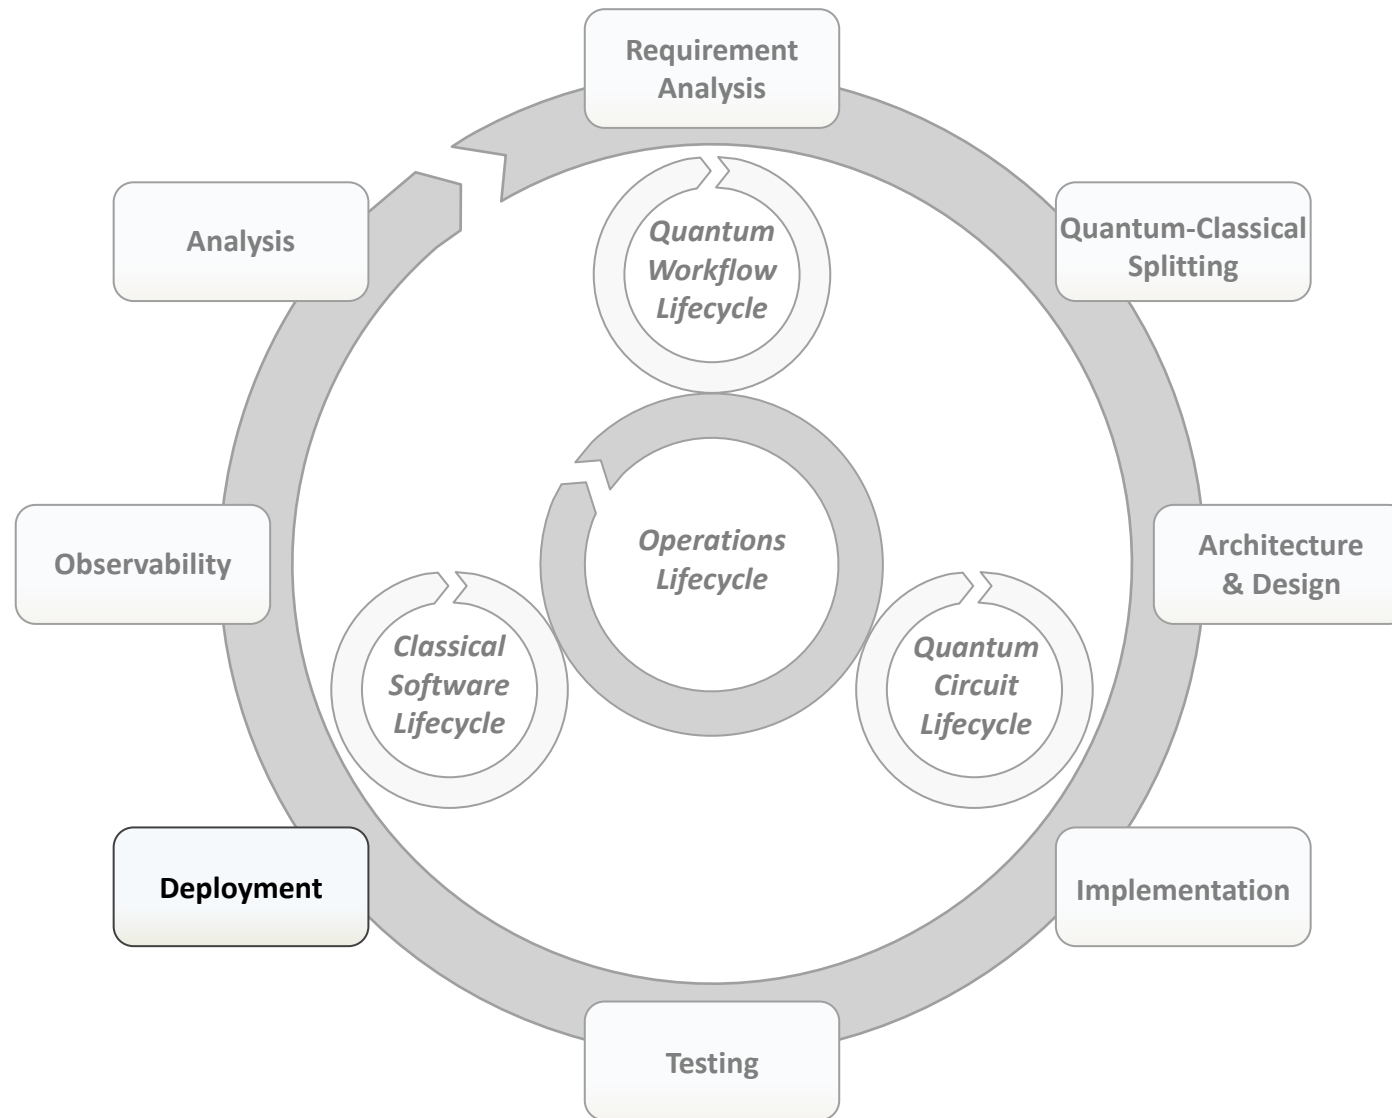 Requirement
Analysis
Quantum-Classical
Splitting
Architecture
& Design
Implementation
Testing
Deployment
Observability
Analysis
Quantum
Workflow
Lifecycle
Operations
Lifecycle
Classical
Software
Lifecycle
Quantum
Circuit
Lifecycle